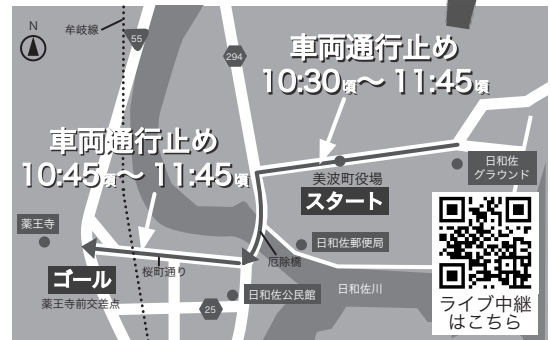 N
牟岐線
55
294
車両通行止め
10:30頃〜 11:45頃
車両通行止め
10:45頃〜 11:45頃
日和佐
グラウンド
美波町役場
スタート
薬王寺
日和佐郵便局
厄除橋
桜町通り
ゴール
薬王寺前交差点
日和佐公民館
日和佐川
25
ライブ中継
はこちら